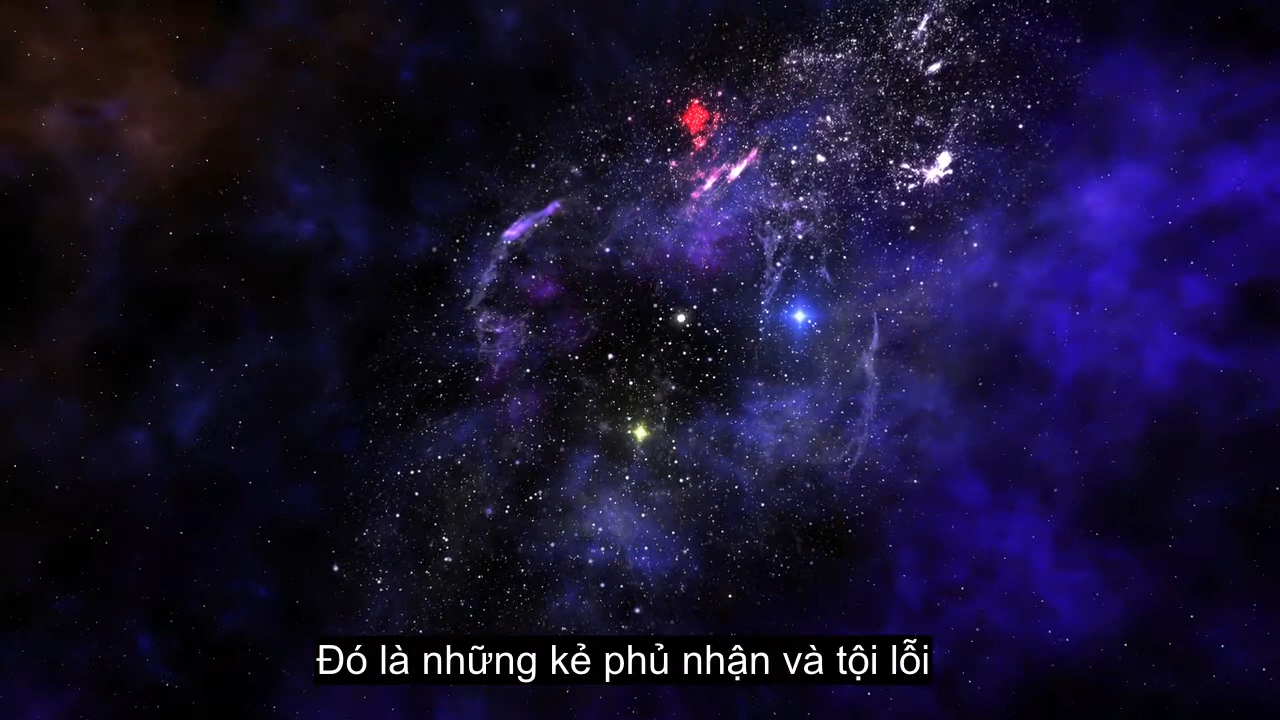 Đó là những kẻ phủ nhận và tội lỗi